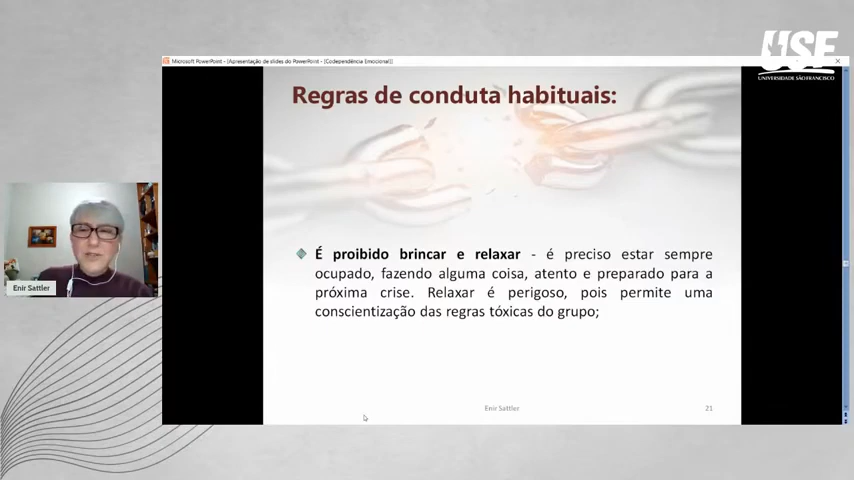 USF
UNIVERSIDADE SÃO FRANCISCO
Microsoft PowerPoint - [Apresentação de slides do PowerPoint - [Codependência Emocional]]
Regras de conduta habituais:
É proibido brincar e relaxar - é preciso estar sempre
ocupado, fazendo alguma coisa, atento e preparado para a
próxima crise. Relaxar é perigoso, pois permite uma
conscientização das regras tóxicas do grupo;
Enir Sattler
Enir Sattler
21